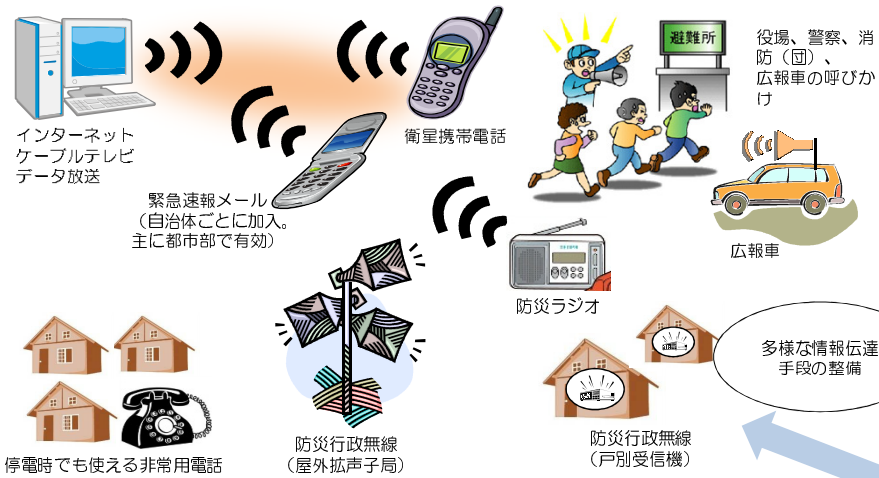 避難所
役場、警察、消
防（団）、
広報車の呼びか
け
インターネット
ケーブルテレビ
データ放送
衛星携帯電話
緊急速報メール
（自治体ごとに加入。
主に都市部で有効）
広報車
防災ラジオ
多様な情報伝達
手段の整備
停電時でも使える非常用電話
防災行政無線
（屋外拡声子局）
防災行政無線
（戸別受信機）